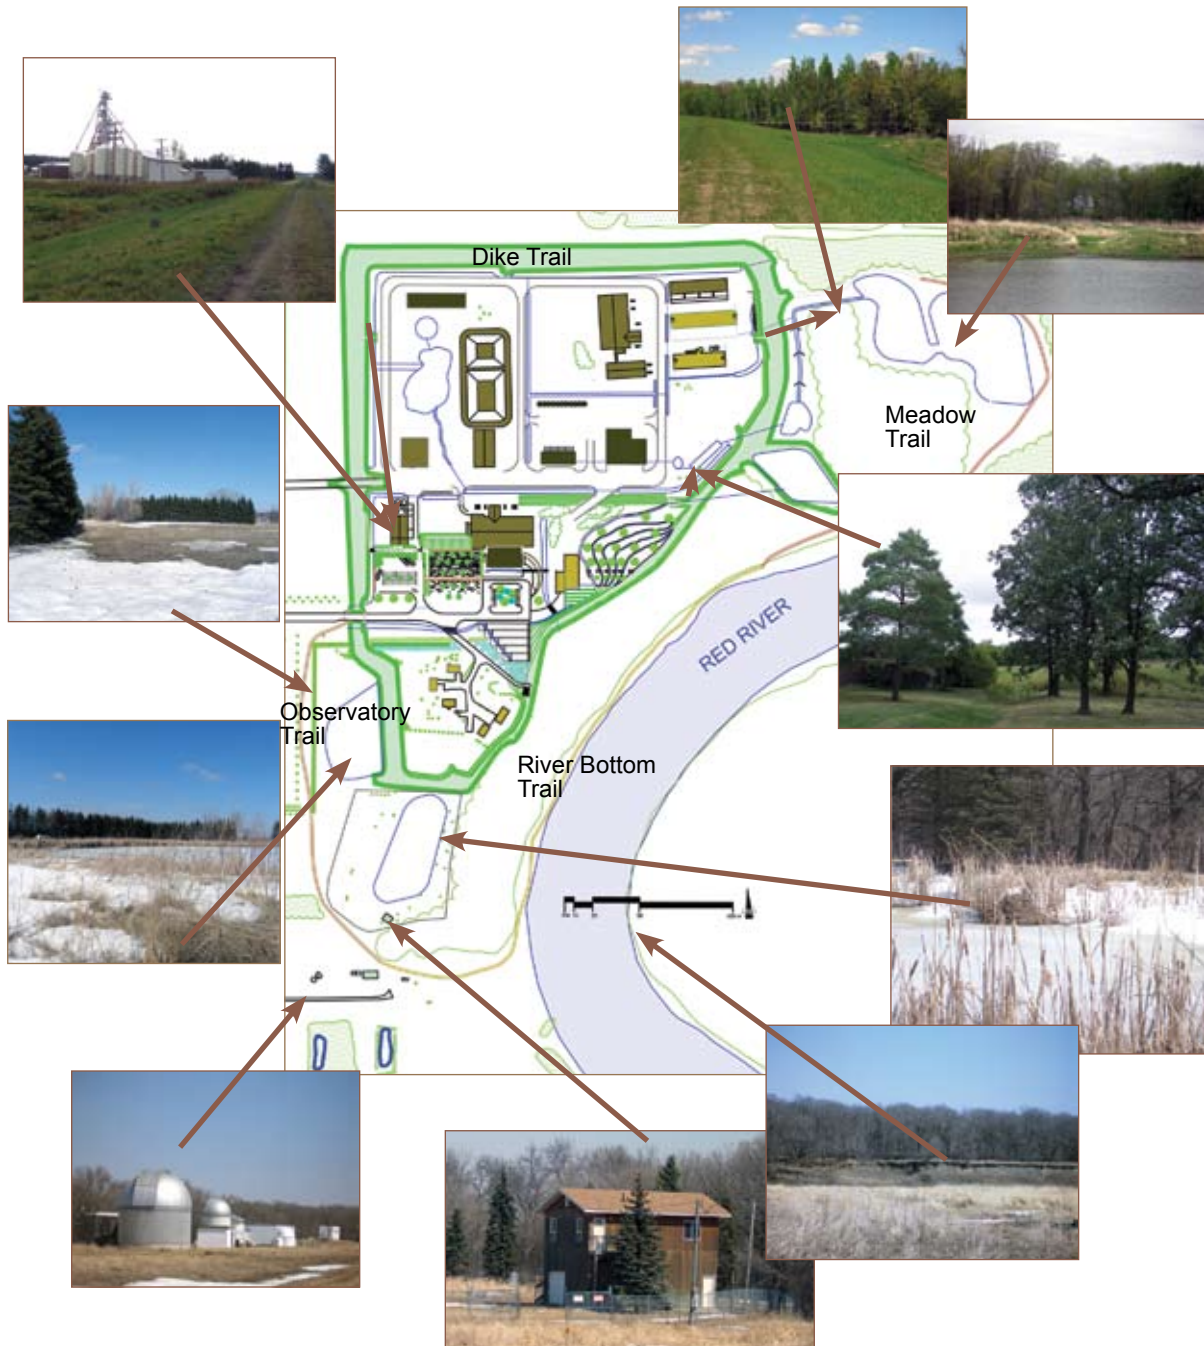 Dike Trail
Meadow
Trail
RED RIVER
Observatory
Trail
River Bottom
Trail